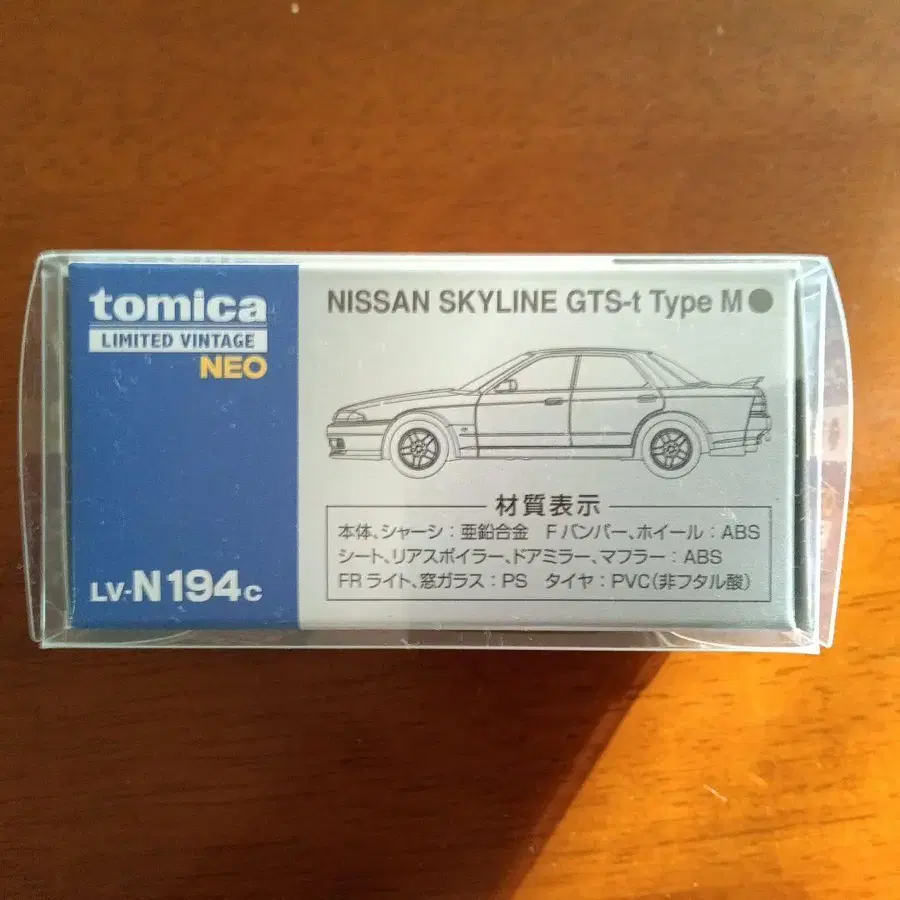 tomica
LIMITED VINTAGE
NEO
LV-N194c
NISSAN SKYLINE GTS-t Type M●
材質表示
本体、シャーシ：亜鉛合金 Fバンパー、ホイール：ABS
シート、リアスポイラー、ドアミラー、マフラー：ABS
FRライト、窓ガラス：PS タイヤ：PVC（非フタル酸）